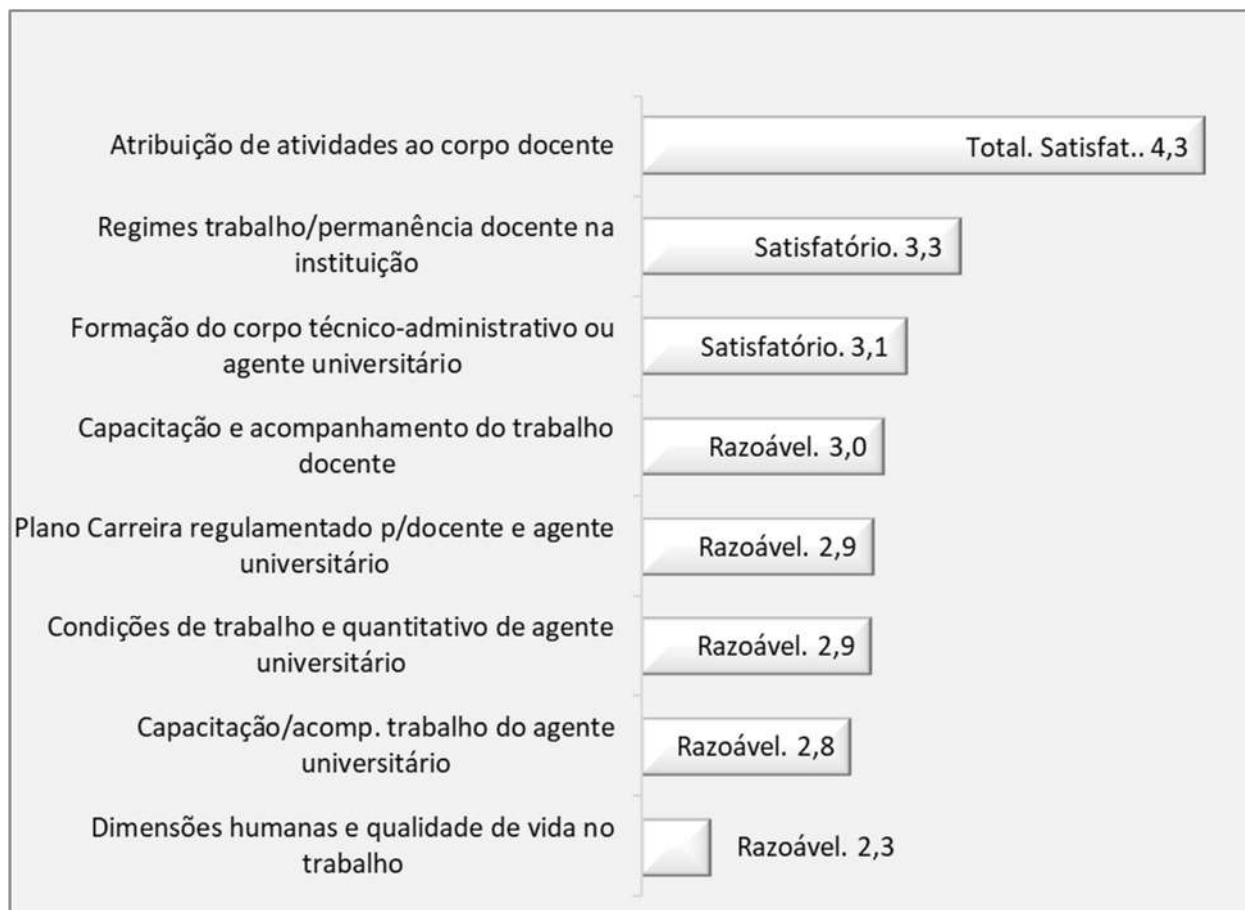 Atribuição de atividades ao corpo docente
Total. Satisfat.. 4,3
Regimes trabalho/permanência docente na
instituição
Satisfatório. 3,3
Formação do corpo técnico-administrativo ou
agente universitário
Satisfatório. 3,1
Capacitação e acompanhamento do trabalho
docente
Razoável. 3,0
Plano Carreira regulamentado p/docente e agente
universitário
Razoável. 2,9
Condições de trabalho e quantitativo de agente
universitário
Razoável. 2,9
Capacitação/acomp. trabalho do agente
universitário
Razoável. 2,8
Dimensões humanas e qualidade de vida no
trabalho
Razoável. 2,3